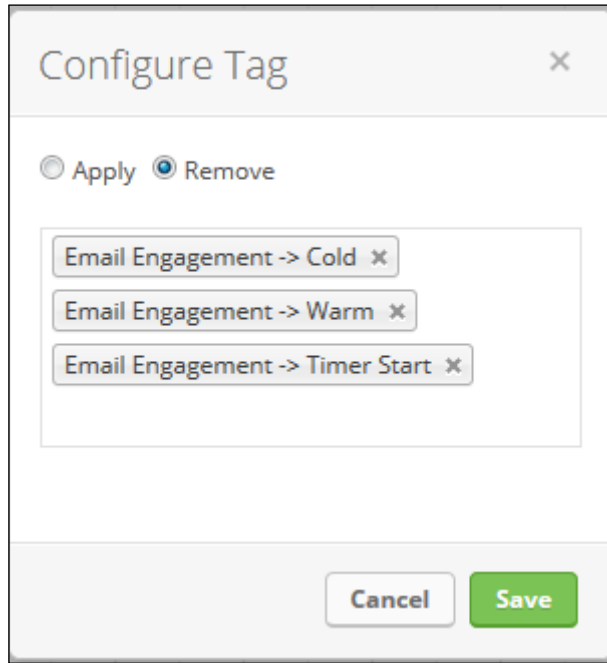 Configure Tag ×
Apply Remove
Email Engagement -> Cold ×
Email Engagement -> Warm ×
Email Engagement -> Timer Start ×
Cancel Save